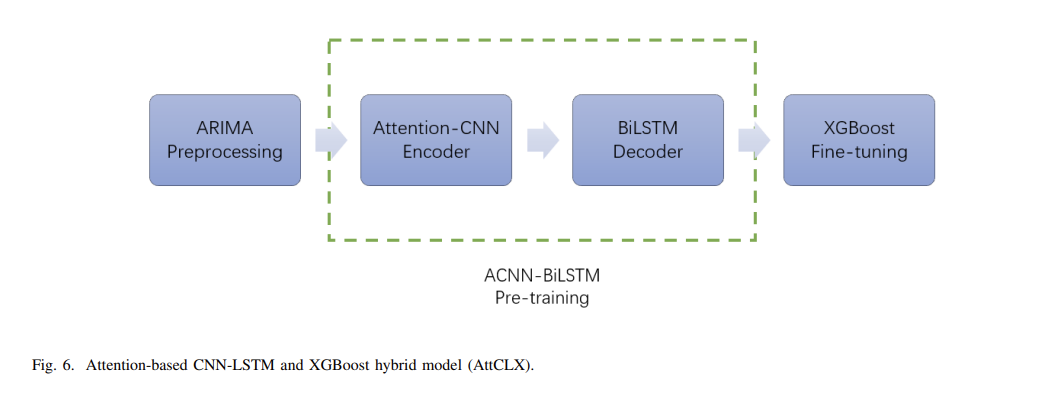 ARIMA
Preprocessing
Attention-CNN
Encoder
BiLSTM
Decoder
XGBoost
Fine-tuning
ACNN-BiLSTM
Pre-training
Fig. 6. Attention-based CNN-LSTM and XGBoost hybrid model (AttCLX).